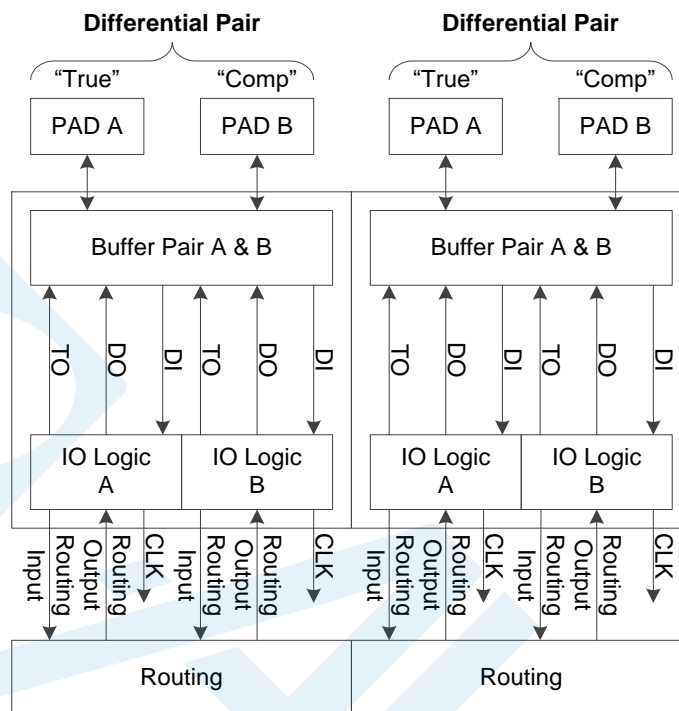 Differential Pair Differential Pair
“True” “Comp” “True” “Comp”
PAD A PAD B PAD A PAD B
Buffer Pair A & B Buffer Pair A & B
TO DO DI TO DO DI TO DO DI TO DO DI
IO Logic A IO Logic B IO Logic A IO Logic B
Routing Input Routing Output CLK Routing Input Routing Output CLK Routing Input Routing Output CLK Routing Input Routing Output CLK
Routing Routing